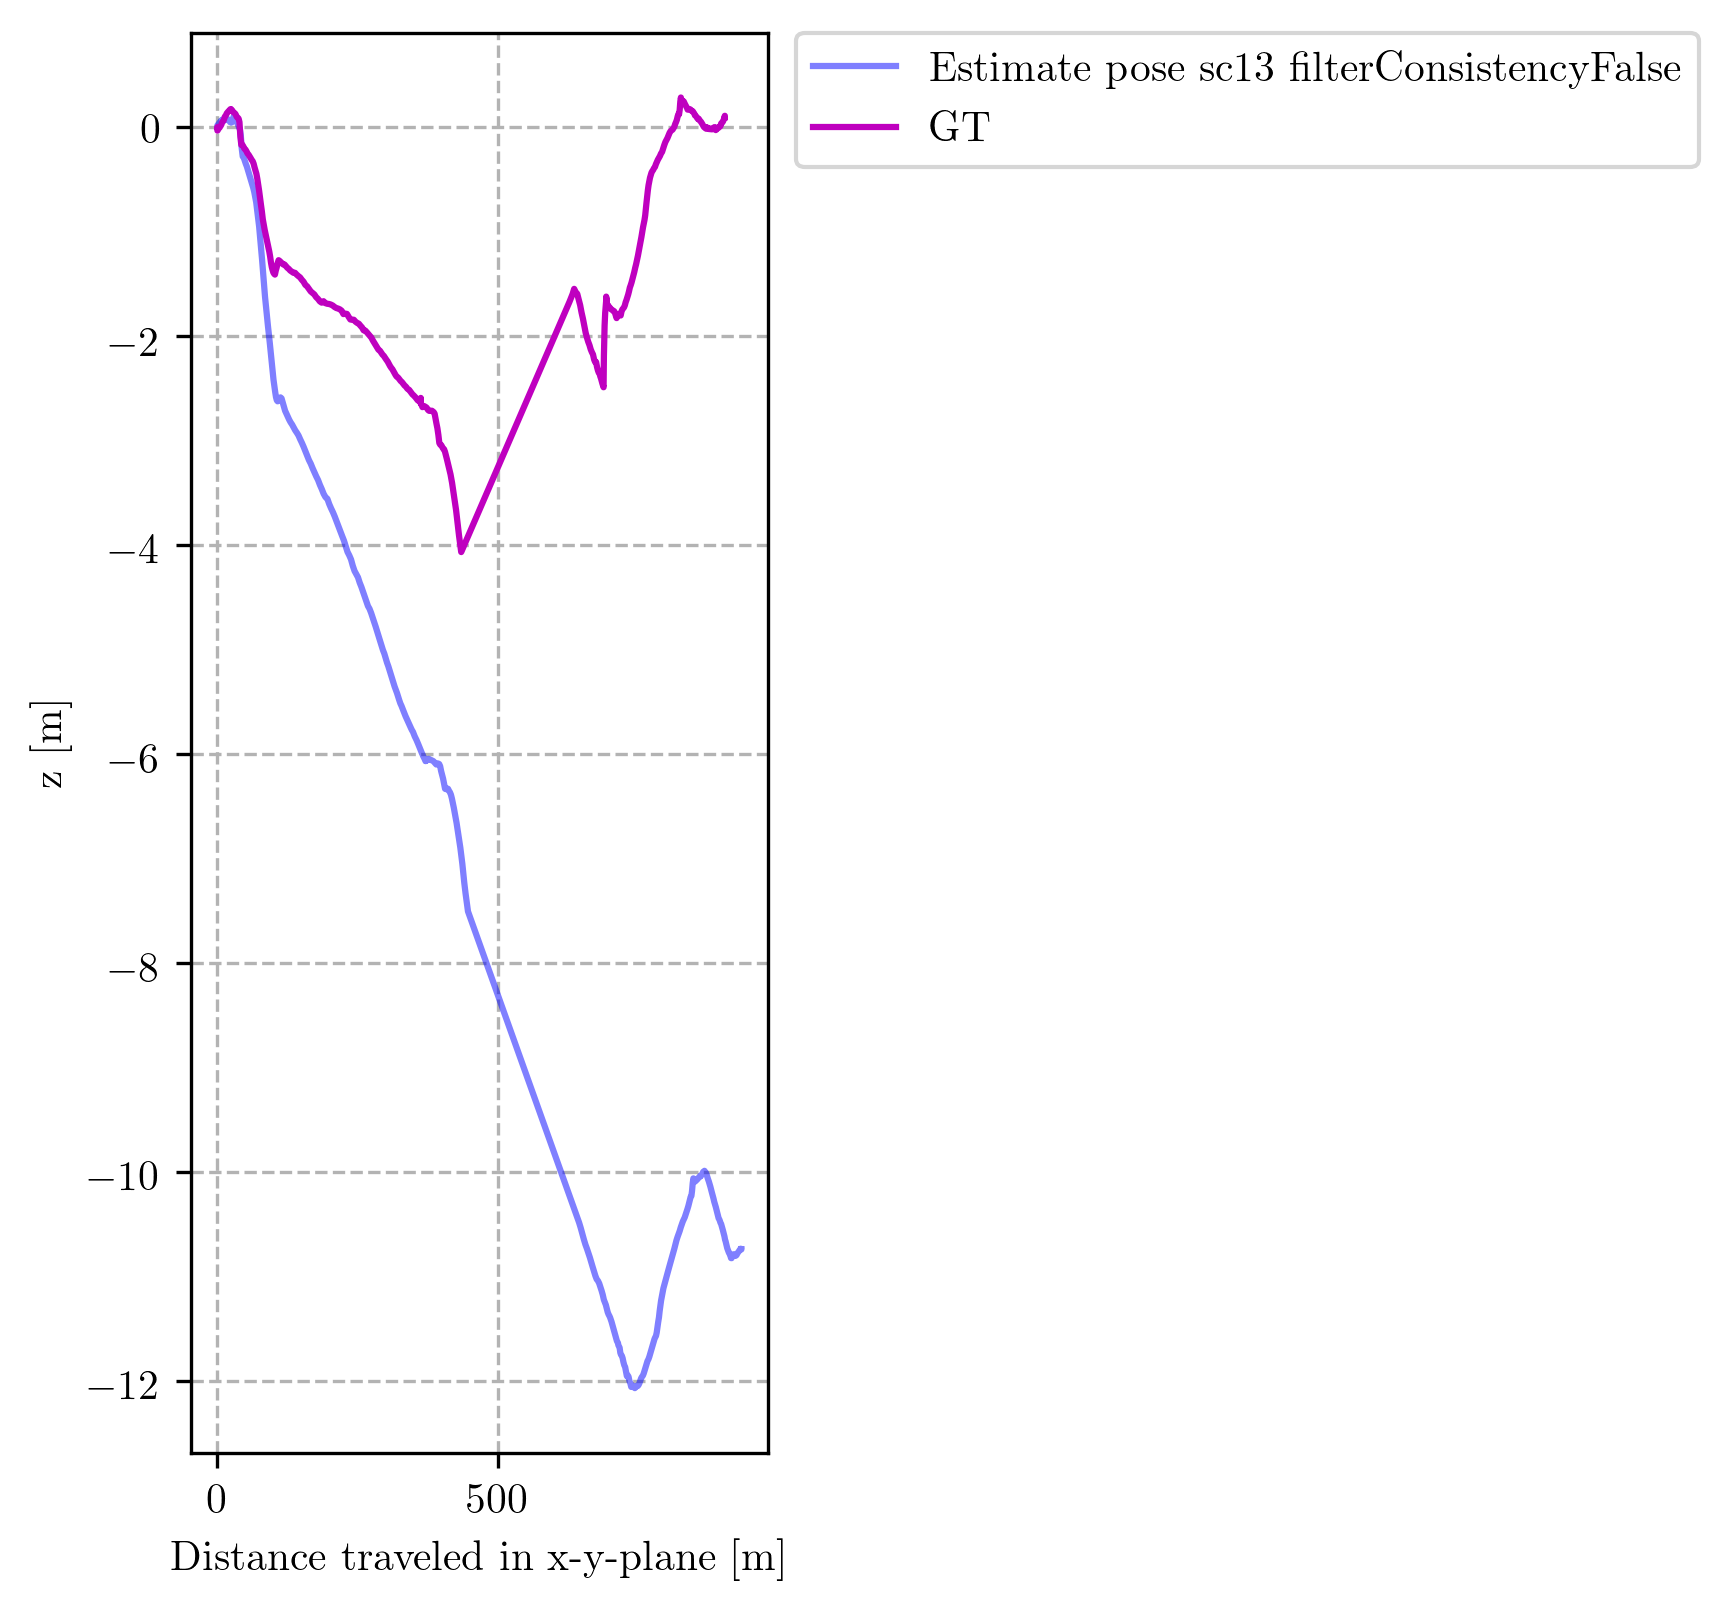 Estimate pose sc13 filterConsistencyFalse
GT
0
−2
−4
−6
−8
−10
−12
z [m]
0 500
Distance traveled in x-y-plane [m]